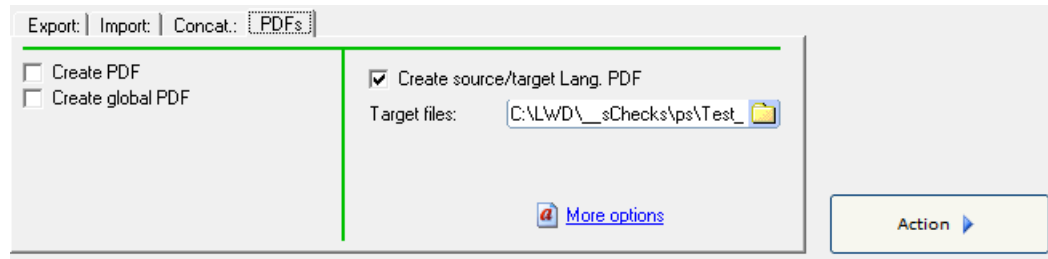 Export: Import: Concat.: PDFs
Create PDF
Create global PDF
Create source/target Lang. PDF
Target files: C:\LWD\__sChecks\ps\Test_
More options
Action